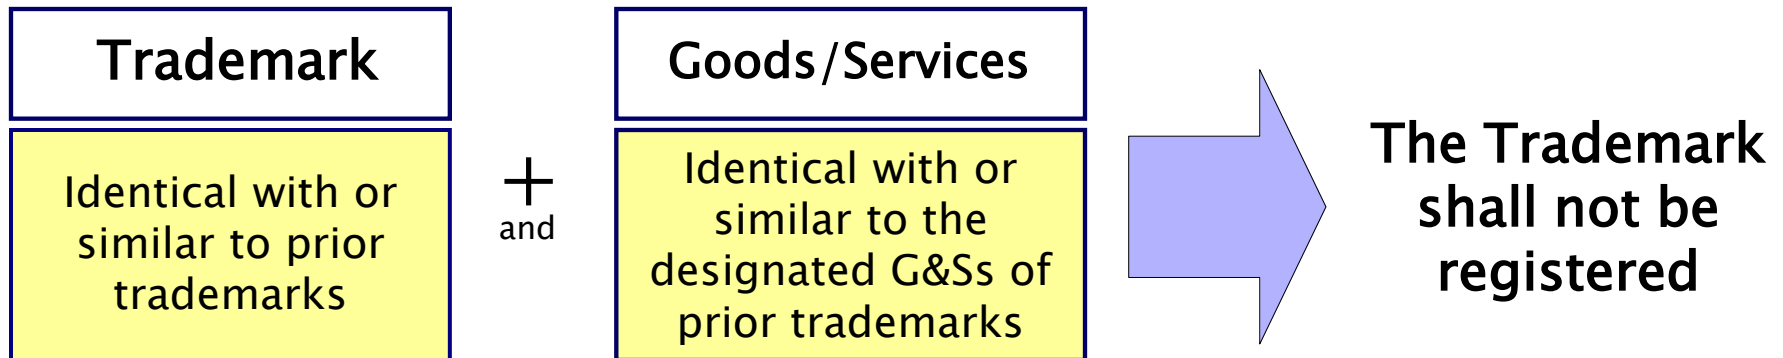 Trademark
Identical with or
similar to prior
trademarks
+
and
Goods/Services
Identical with or
similar to the
designated G&Ss of
prior trademarks
The Trademark
shall not be
registered